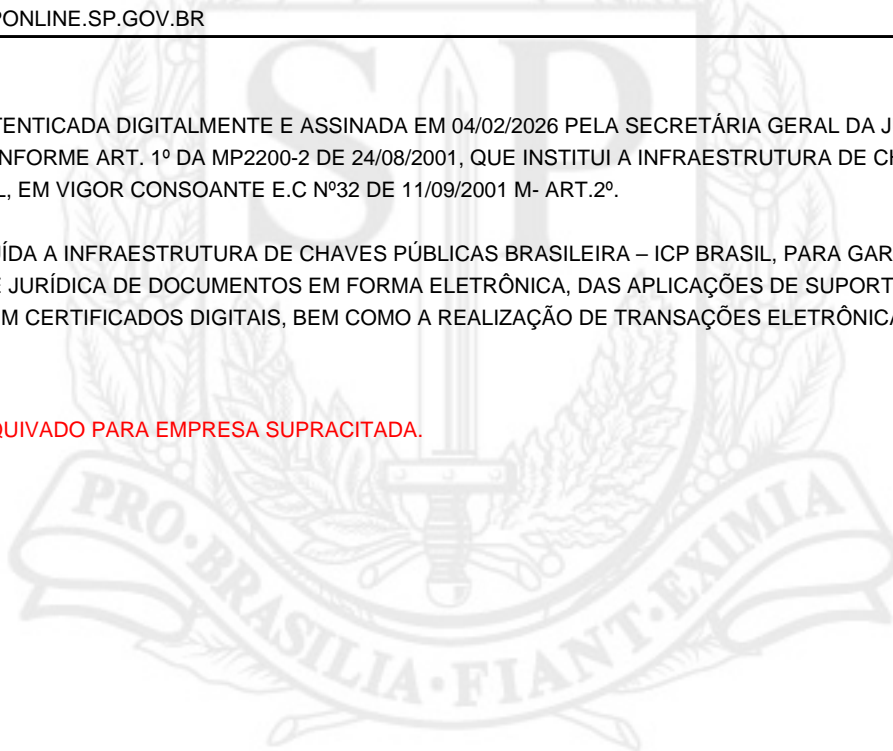 PONLINE.SP.GOV.BR
TENTICADA DIGITALMENTE E ASSINADA EM 04/02/2026 PELA SECRETÁRIA GERAL DA J
NFORME ART. 1º DA MP2200-2 DE 24/08/2001, QUE INSTITUI A INFRAESTRUTURA DE CH
L, EM VIGOR CONSOANTE E.C Nº32 DE 11/09/2001 M- ART.2º.
ÍDA A INFRAESTRUTURA DE CHAVES PÚBLICAS BRASILEIRA – ICP BRASIL, PARA GAR
E JURÍDICA DE DOCUMENTOS EM FORMA ELETRÔNICA, DAS APLICAÇÕES DE SUPORT
M CERTIFICADOS DIGITAIS, BEM COMO A REALIZAÇÃO DE TRANSAÇÕES ELETRÔNICA
QUIVADO PARA EMPRESA SUPRACITADA.
SP
PRO·BRASILIA·FIANT·EXIMIA